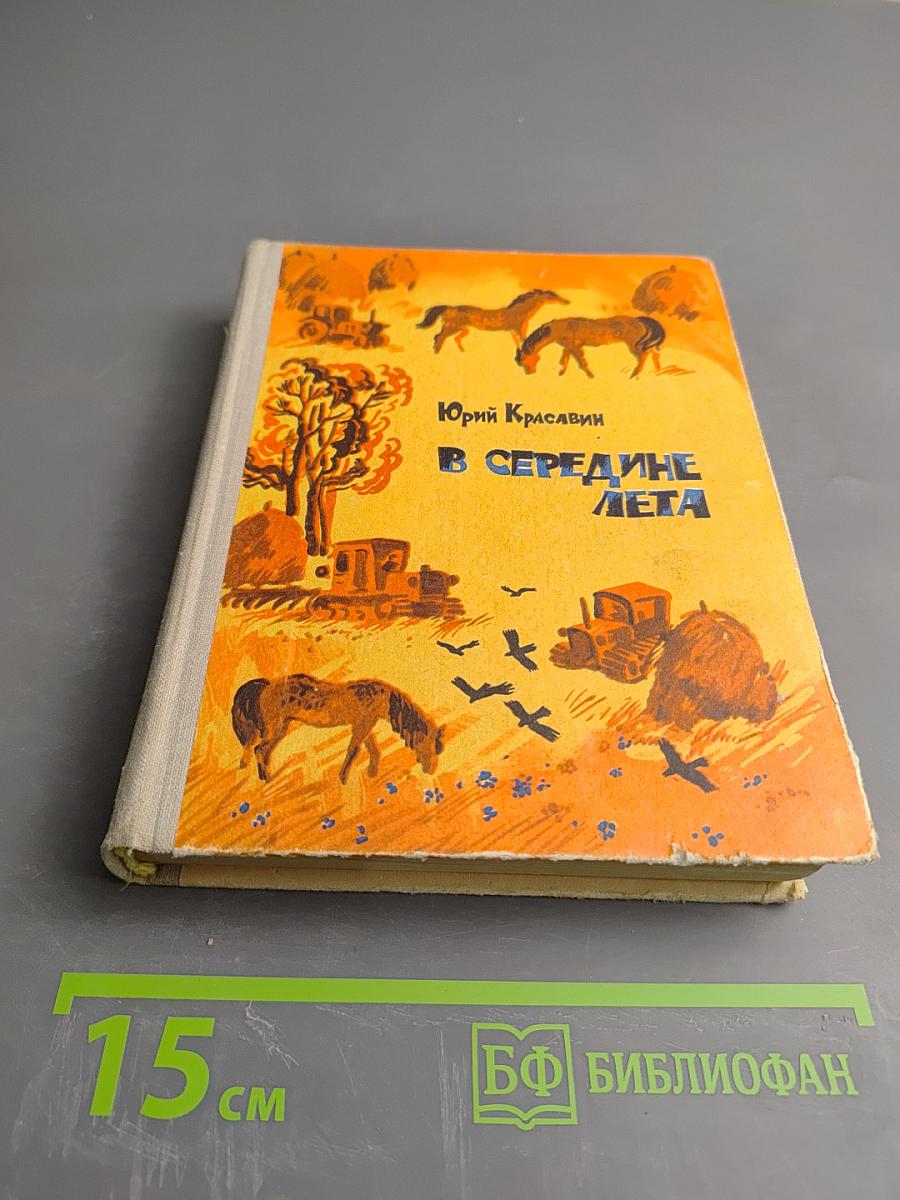 Юрий Красавин
В СЕРЕДИНЕ
ЛЕТА
15 см
БФ БИБЛИОФАН